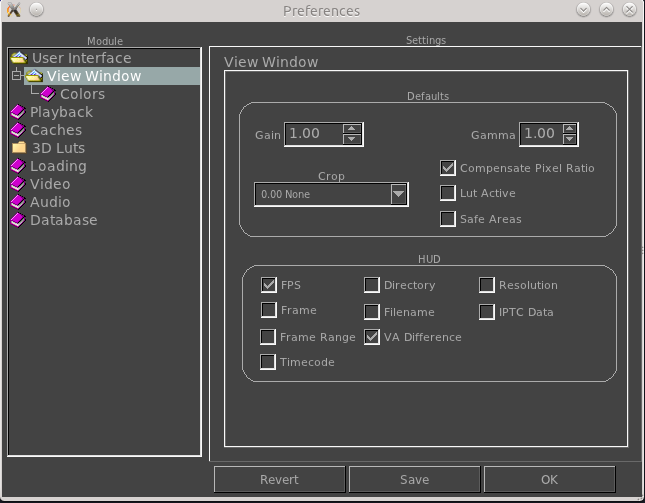 Preferences
Module
User Interface
View Window
Colors
Playback
Caches
3D Luts
Loading
Video
Audio
Database
Settings
View Window
Defaults
Gain 1.00
Gamma 1.00
Crop
0.00 None
Compensate Pixel Ratio
Lut Active
Safe Areas
HUD
FPS Directory Resolution
Frame Filename IPTC Data
Frame Range VA Difference
Timecode
Revert Save OK